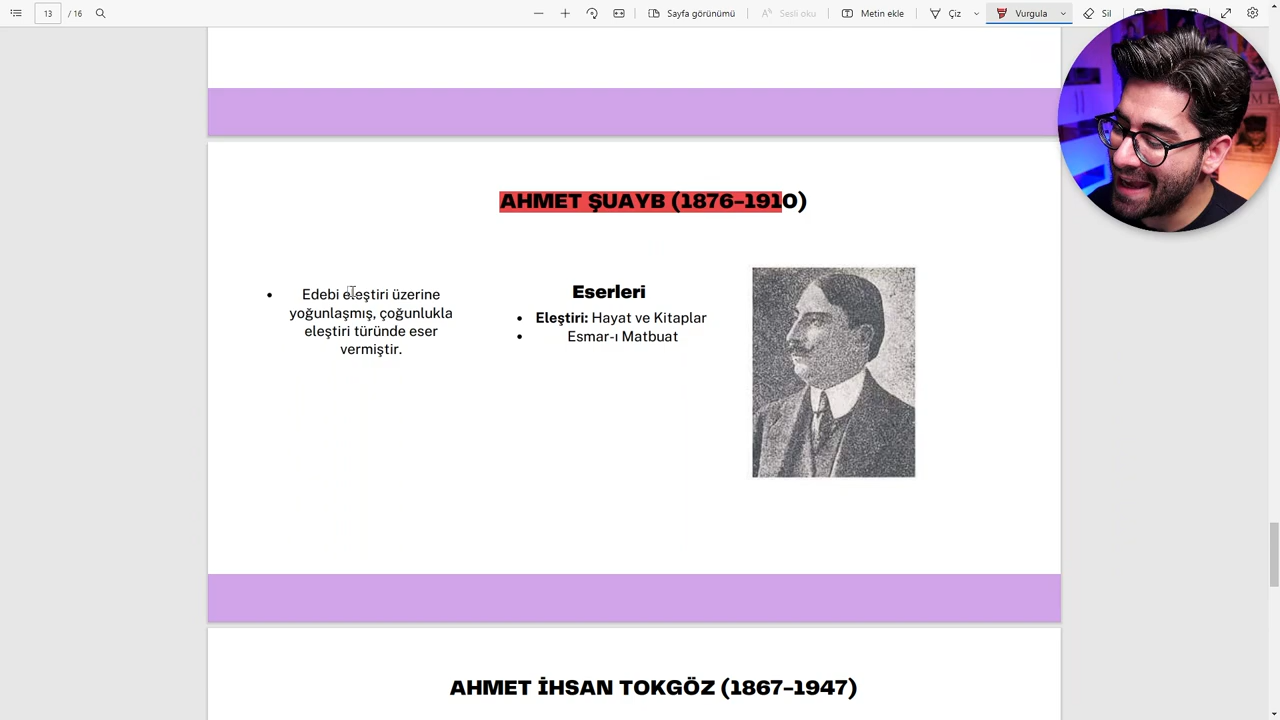 13 / 16
Sayfa görünümü
Sesli oku
Metin ekle
Çiz
Vurgula
Sil
AHMET ŞUAYB (1876-1910)
Edebi eleştiri üzerine
yoğunlaşmış, çoğunlukla
eleştiri türünde eser
vermiştir.
Eserleri
Eleştiri: Hayat ve Kitaplar
Esmar-ı Matbuat
AHMET İHSAN TOKGÖZ (1867-1947)